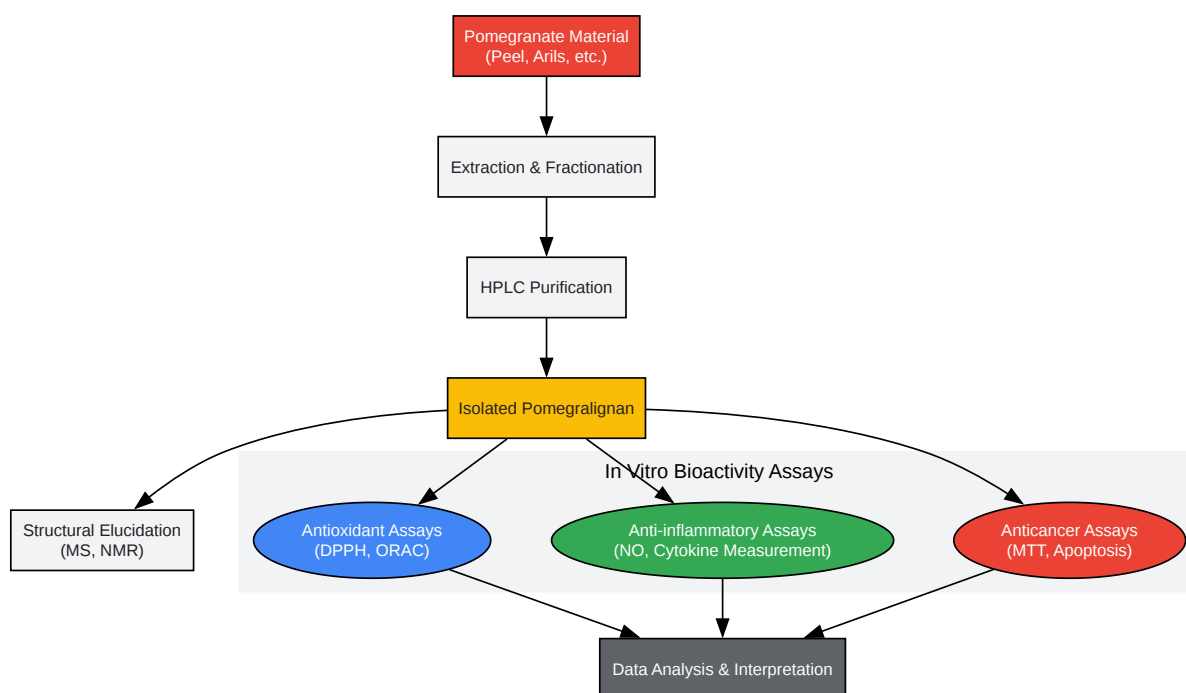 Pomegranate Material
(Peel, Arils, etc.)
Extraction & Fractionation
HPLC Purification
Isolated Pomegralignan
In Vitro Bioactivity Assays
Structural Elucidation
(MS, NMR)
Antioxidant Assays
(DPPH, ORAC)
Anti-inflammatory Assays
(NO, Cytokine Measurement)
Anticancer Assays
(MTT, Apoptosis)
Data Analysis & Interpretation